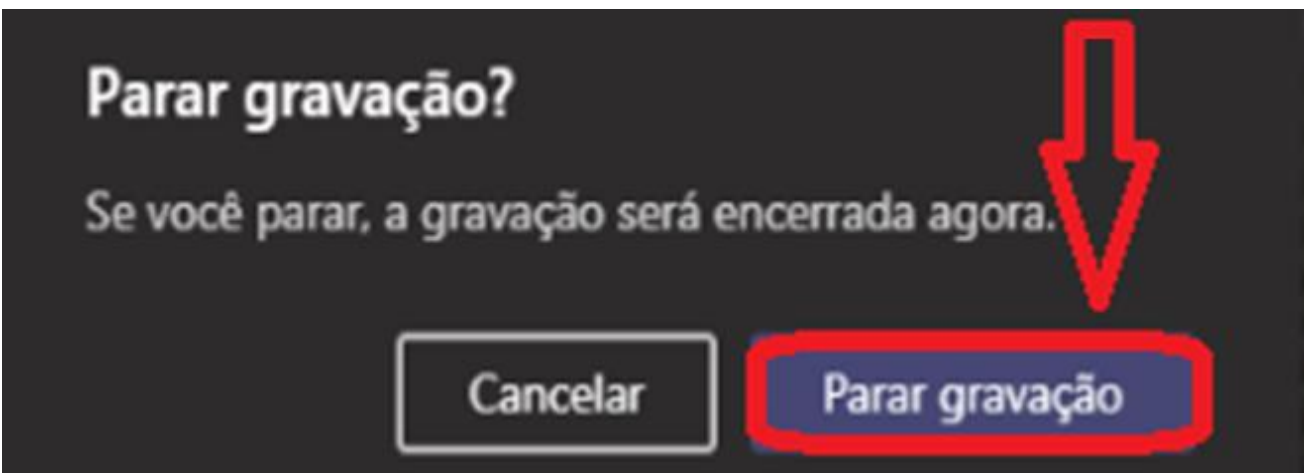 Parar gravação?
Se você parar, a gravação será encerrada agora.
Cancelar
Parar gravação